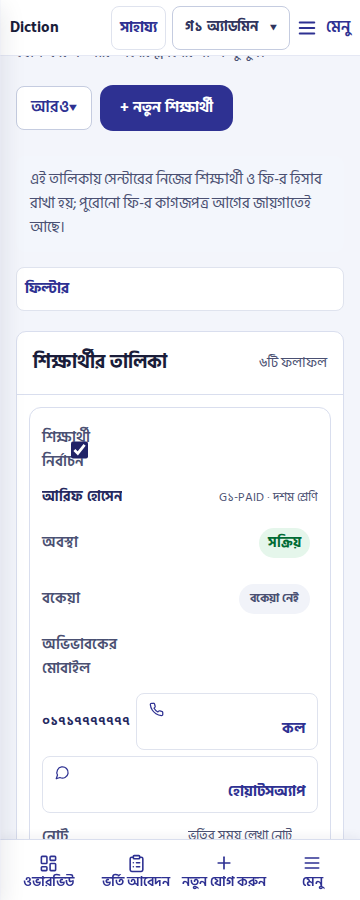 Diction
সাহায্য
গ১ অ্যাডমিন
মেনু
আরও
+ নতুন শিক্ষার্থী
এই তালিকায় সেন্টারের নিজের শিক্ষার্থী ও ফি-র হিসাব
রাখা হয়; পুরোনো ফি-র কাগজপত্র আগের জায়গাতেই
আছে।
ফিল্টার
শিক্ষার্থীর তালিকা
৬টি ফলাফল
শিক্ষার্থী
নির্বাচন
আরিফ হোসেন
G১-PAID · দশম শ্রেণি
অবস্থা
সক্রিয়
বকেয়া
বকেয়া নেই
অভিভাবকের
মোবাইল
০১৭১৭৭৭৭৭৭৭
কল
হোয়াটসঅ্যাপ
নোট
ভর্তির সময় লেখা নোট
ওভারভিউ
ভর্তি আবেদন
নতুন যোগ করুন
মেনু